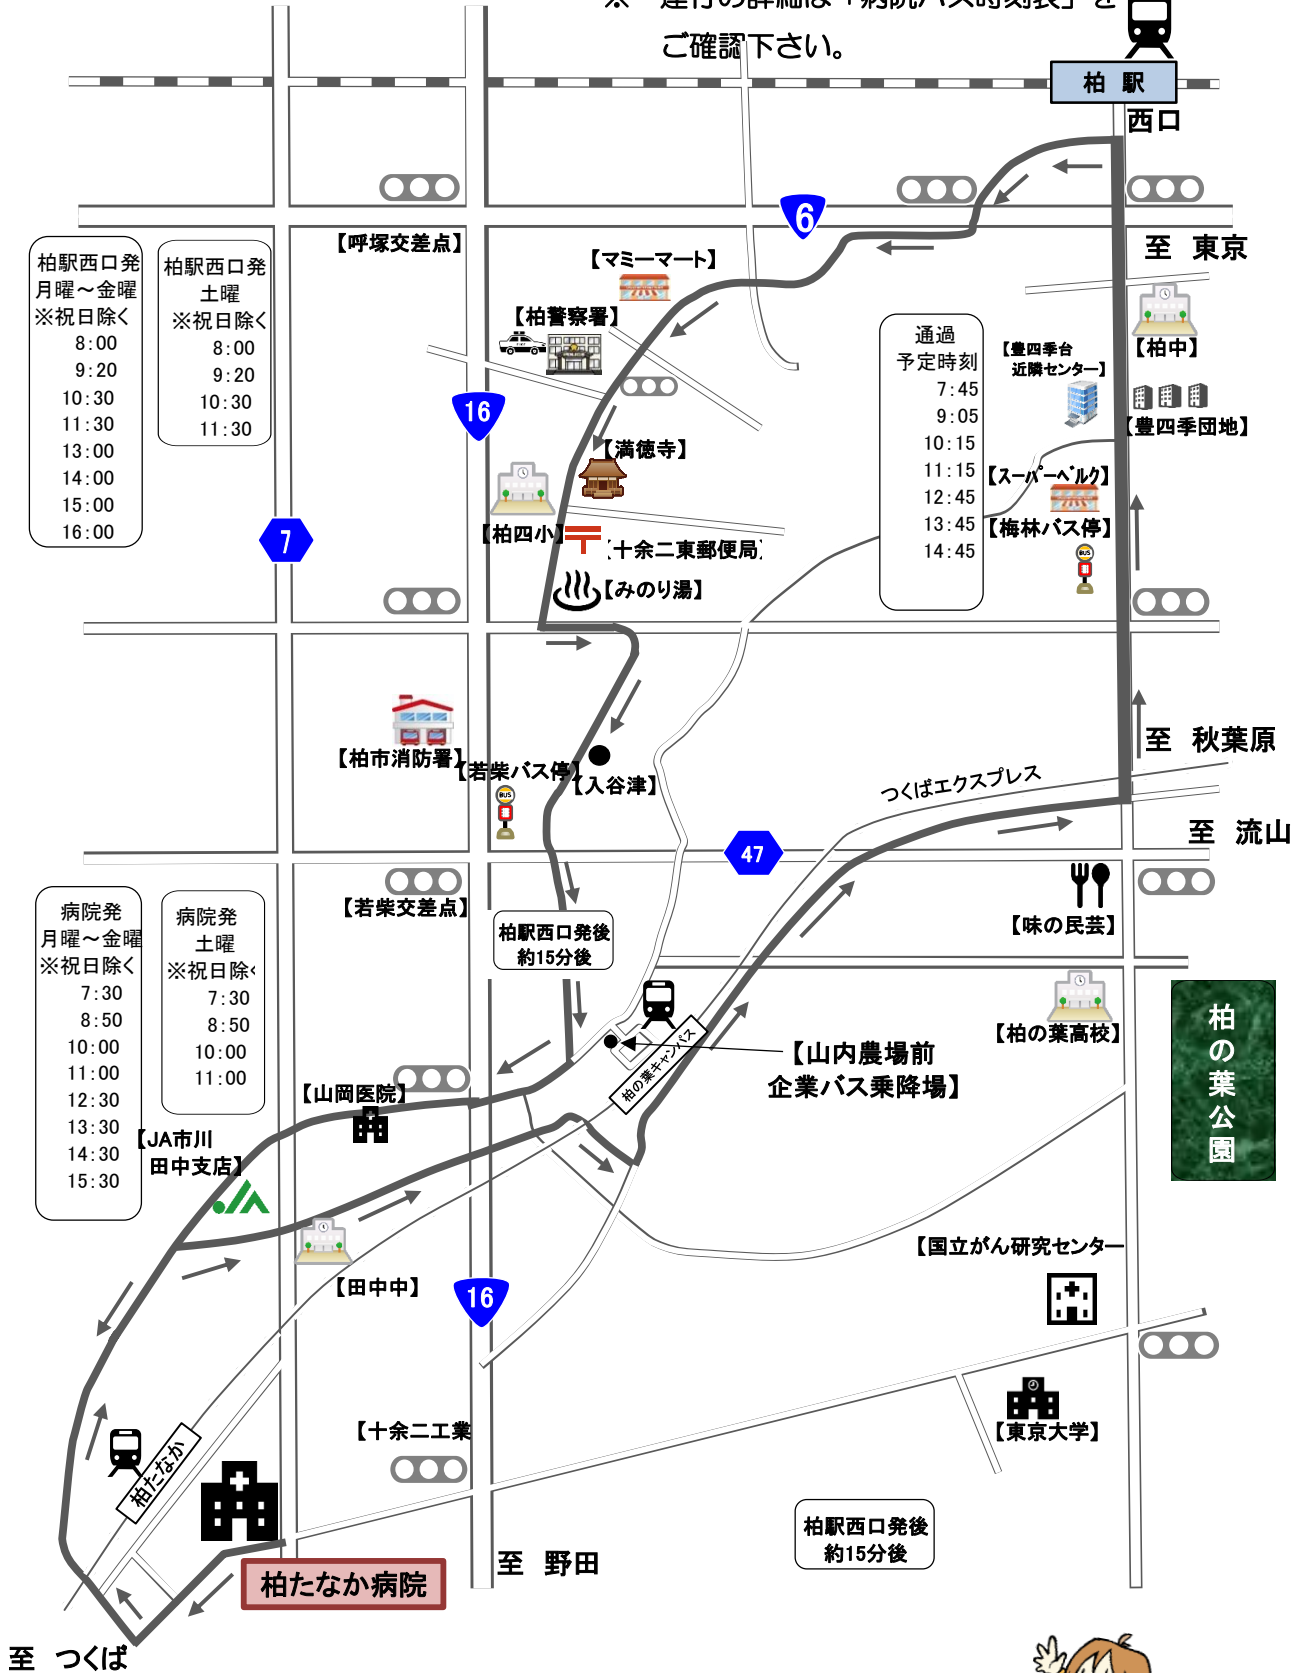 ご確認下さい。
柏 駅
西口
6
至 東京
【呼塚交差点】
【マミーマート】
柏駅西口発
月曜～金曜
※祝日除く
8:00
9:20
10:30
11:30
13:00
14:00
15:00
16:00
柏駅西口発
土曜
※祝日除く
8:00
9:20
10:30
11:30
【柏警察署】
通過
予定時刻
7:45
9:05
10:15
11:15
12:45
13:45
14:45
【豊四季台
近隣センター】
【柏中】
【豊四季団地】
16
【満徳寺】
【スーパーベルク】
【柏四小】
【梅林バス停】
BUS
7
【十余二東郵便局】
【みのり湯】
【柏市消防署】
【若柴バス停】
BUS
【入谷津】
至 秋葉原
つくばエクスプレス
至 流山
47
【若柴交差点】
【味の民芸】
病院発
月曜～金曜
※祝日除く
7:30
8:50
10:00
11:00
12:30
13:30
14:30
15:30
病院発
土曜
※祝日除く
7:30
8:50
10:00
11:00
柏駅西口発後
約15分後
【柏の葉高校】
柏の葉公園
柏の葉キャンパス
【山内農場前
企業バス乗降場】
【山岡医院】
【JA市川
田中支店】
【田中中】
【国立がん研究センター
16
【十余二工業
【東京大学】
柏たなか
柏駅西口発後
約15分後
至 野田
柏たなか病院
至 つくば